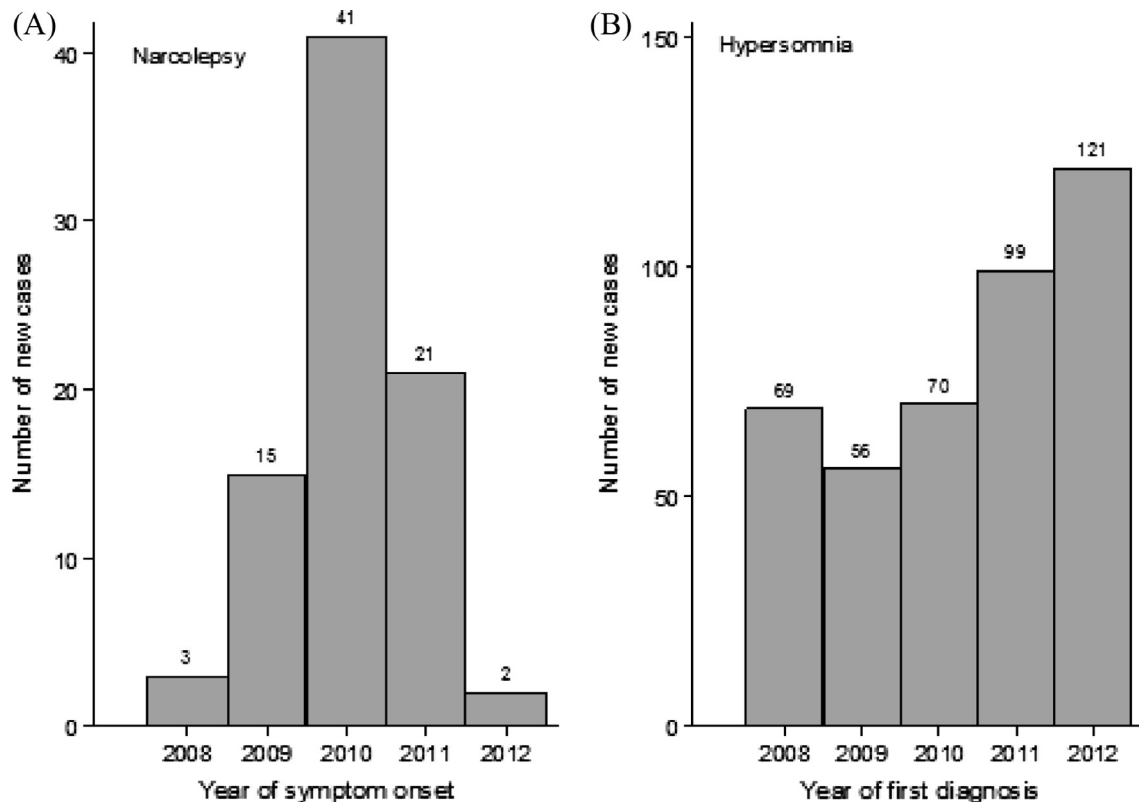 (A)
Narcolepsy
Number of new cases
40
30
20
10
0
3
15
41
21
2
2008 2009 2010 2011 2012
Year of symptom onset
(B)
Hypersomnia
Number of new cases
150
100
50
0
69
56
70
99
121
2008 2009 2010 2011 2012
Year of first diagnosis